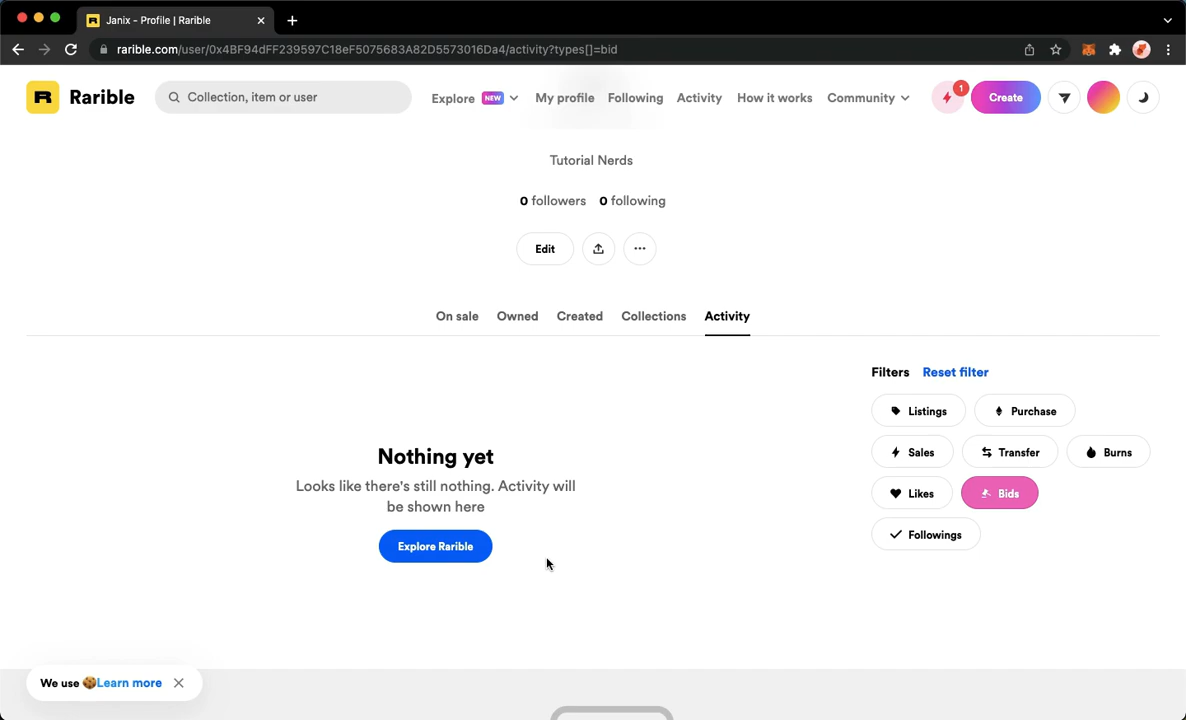 Janix - Profile | Rarible
rarible.com/user/0x4BF94dFF239597C18eF5075683A82D5573016Da4/activity?types[]=bid
R Rarible
Collection, item or user
Explore NEW
My profile
Following
Activity
How it works
Community
1
Create
Tutorial Nerds
0 followers 0 following
Edit
On sale Owned Created Collections Activity
Filters Reset filter
Listings Purchase
Sales Transfer Burns
Likes Bids
Followings
Nothing yet
Looks like there's still nothing. Activity will
be shown here
Explore Rarible
We use 🍪Learn more